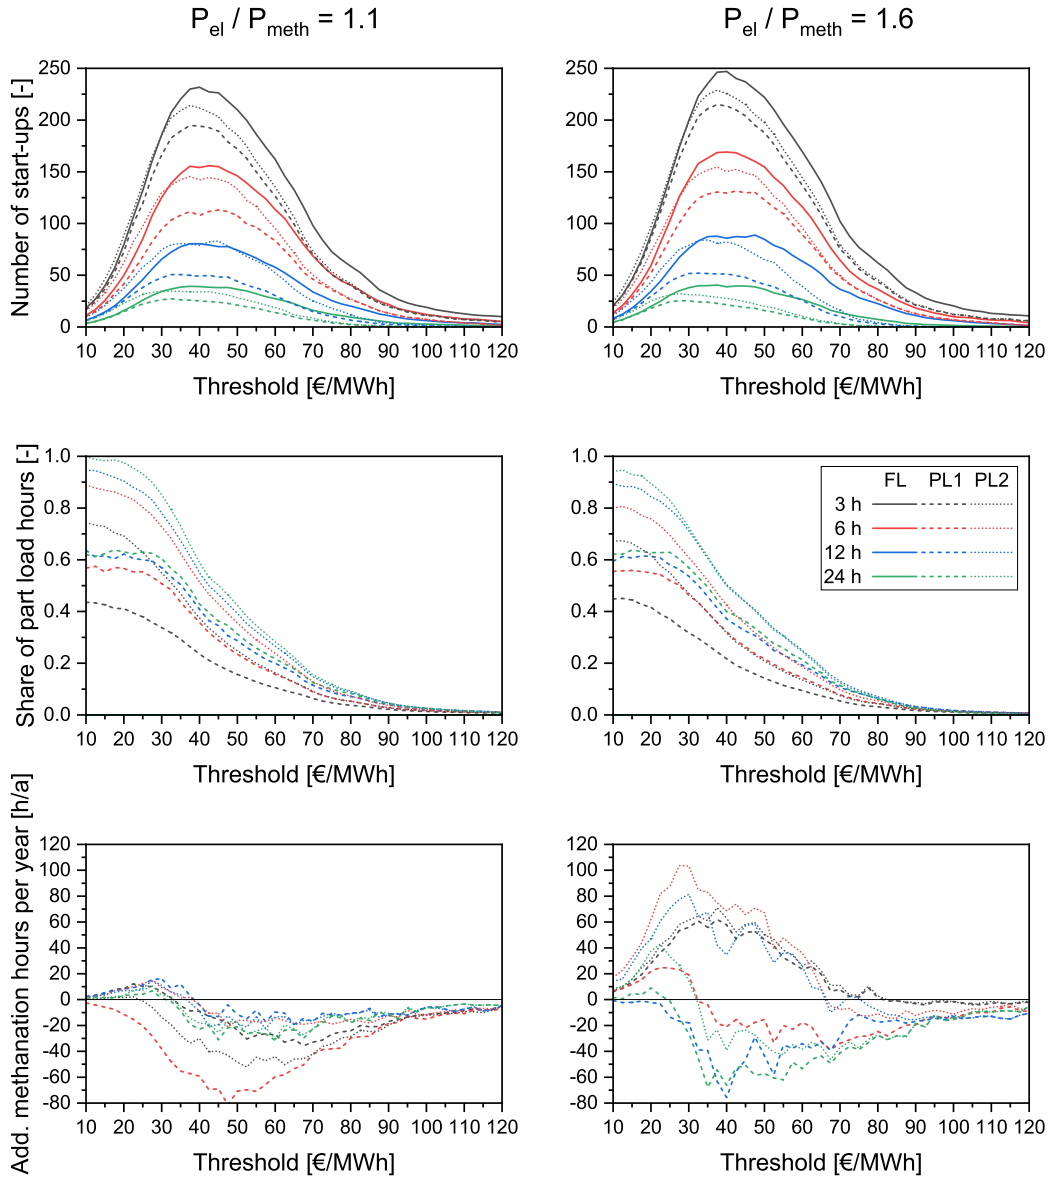 P_el / P_meth = 1.1
P_el / P_meth = 1.6
Number of start-ups [-]
250
200
150
100
50
0
10 20 30 40 50 60 70 80 90 100 110 120
Threshold [€/MWh]
250
200
150
100
50
0
10 20 30 40 50 60 70 80 90 100 110 120
Threshold [€/MWh]
Share of part load hours [-]
1.0
0.8
0.6
0.4
0.2
0.0
10 20 30 40 50 60 70 80 90 100 110 120
Threshold [€/MWh]
1.0
0.8
0.6
0.4
0.2
0.0
FL PL1 PL2
3 h
6 h
12 h
24 h
10 20 30 40 50 60 70 80 90 100 110 120
Threshold [€/MWh]
Add. methanation hours per year [h/a]
120
100
80
60
40
20
0
-20
-40
-60
-80
10 20 30 40 50 60 70 80 90 100 110 120
Threshold [€/MWh]
120
100
80
60
40
20
0
-20
-40
-60
-80
10 20 30 40 50 60 70 80 90 100 110 120
Threshold [€/MWh]